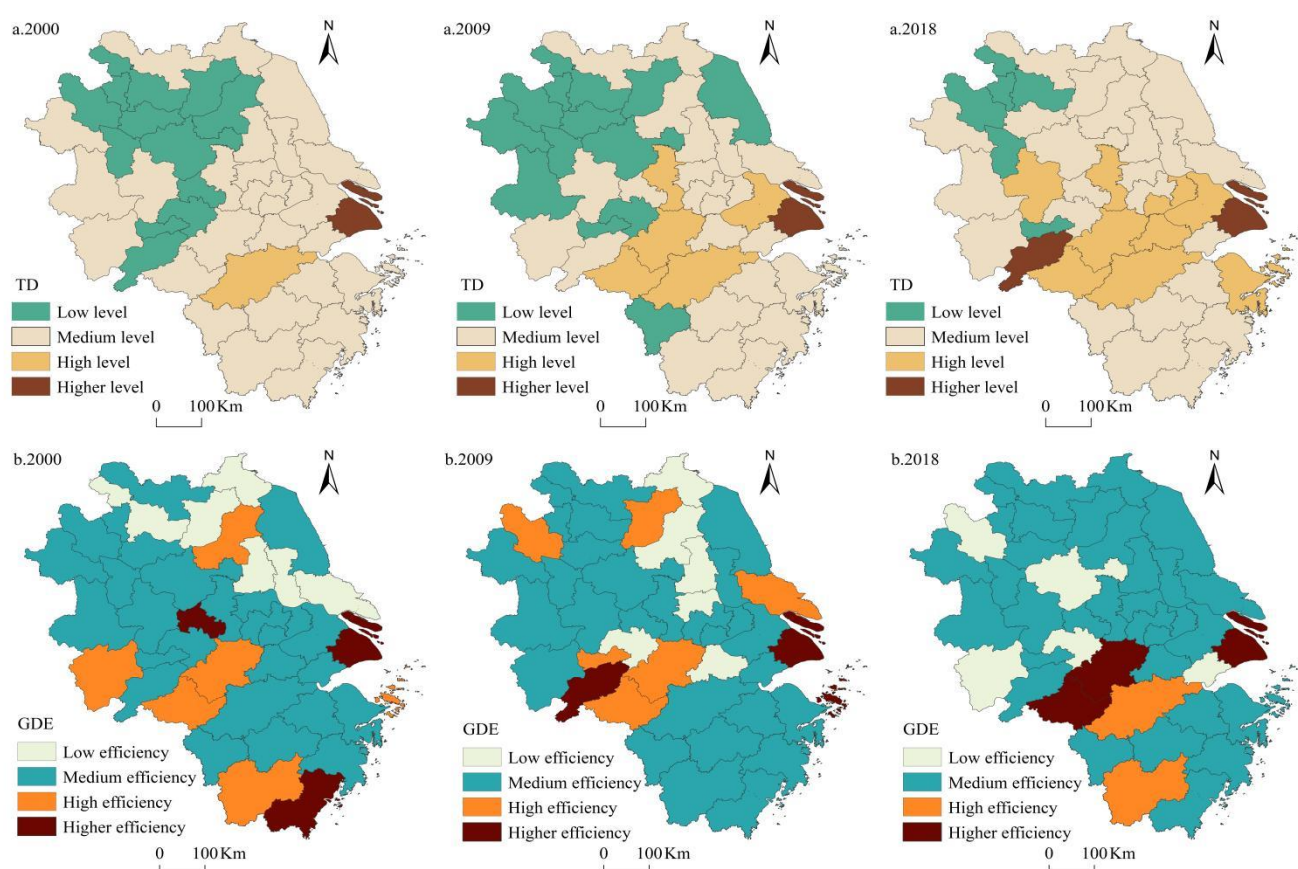 a.2000
N
TD
Low level
Medium level
High level
Higher level
0 100 Km
a.2009
N
TD
Low level
Medium level
High level
Higher level
0 100 Km
a.2018
N
TD
Low level
Medium level
High level
Higher level
0 100 Km
b.2000
N
GDE
Low efficiency
Medium efficiency
High efficiency
Higher efficiency
0 100 Km
b.2009
N
GDE
Low efficiency
Medium efficiency
High efficiency
Higher efficiency
0 100 Km
b.2018
N
GDE
Low efficiency
Medium efficiency
High efficiency
Higher efficiency
0 100 Km